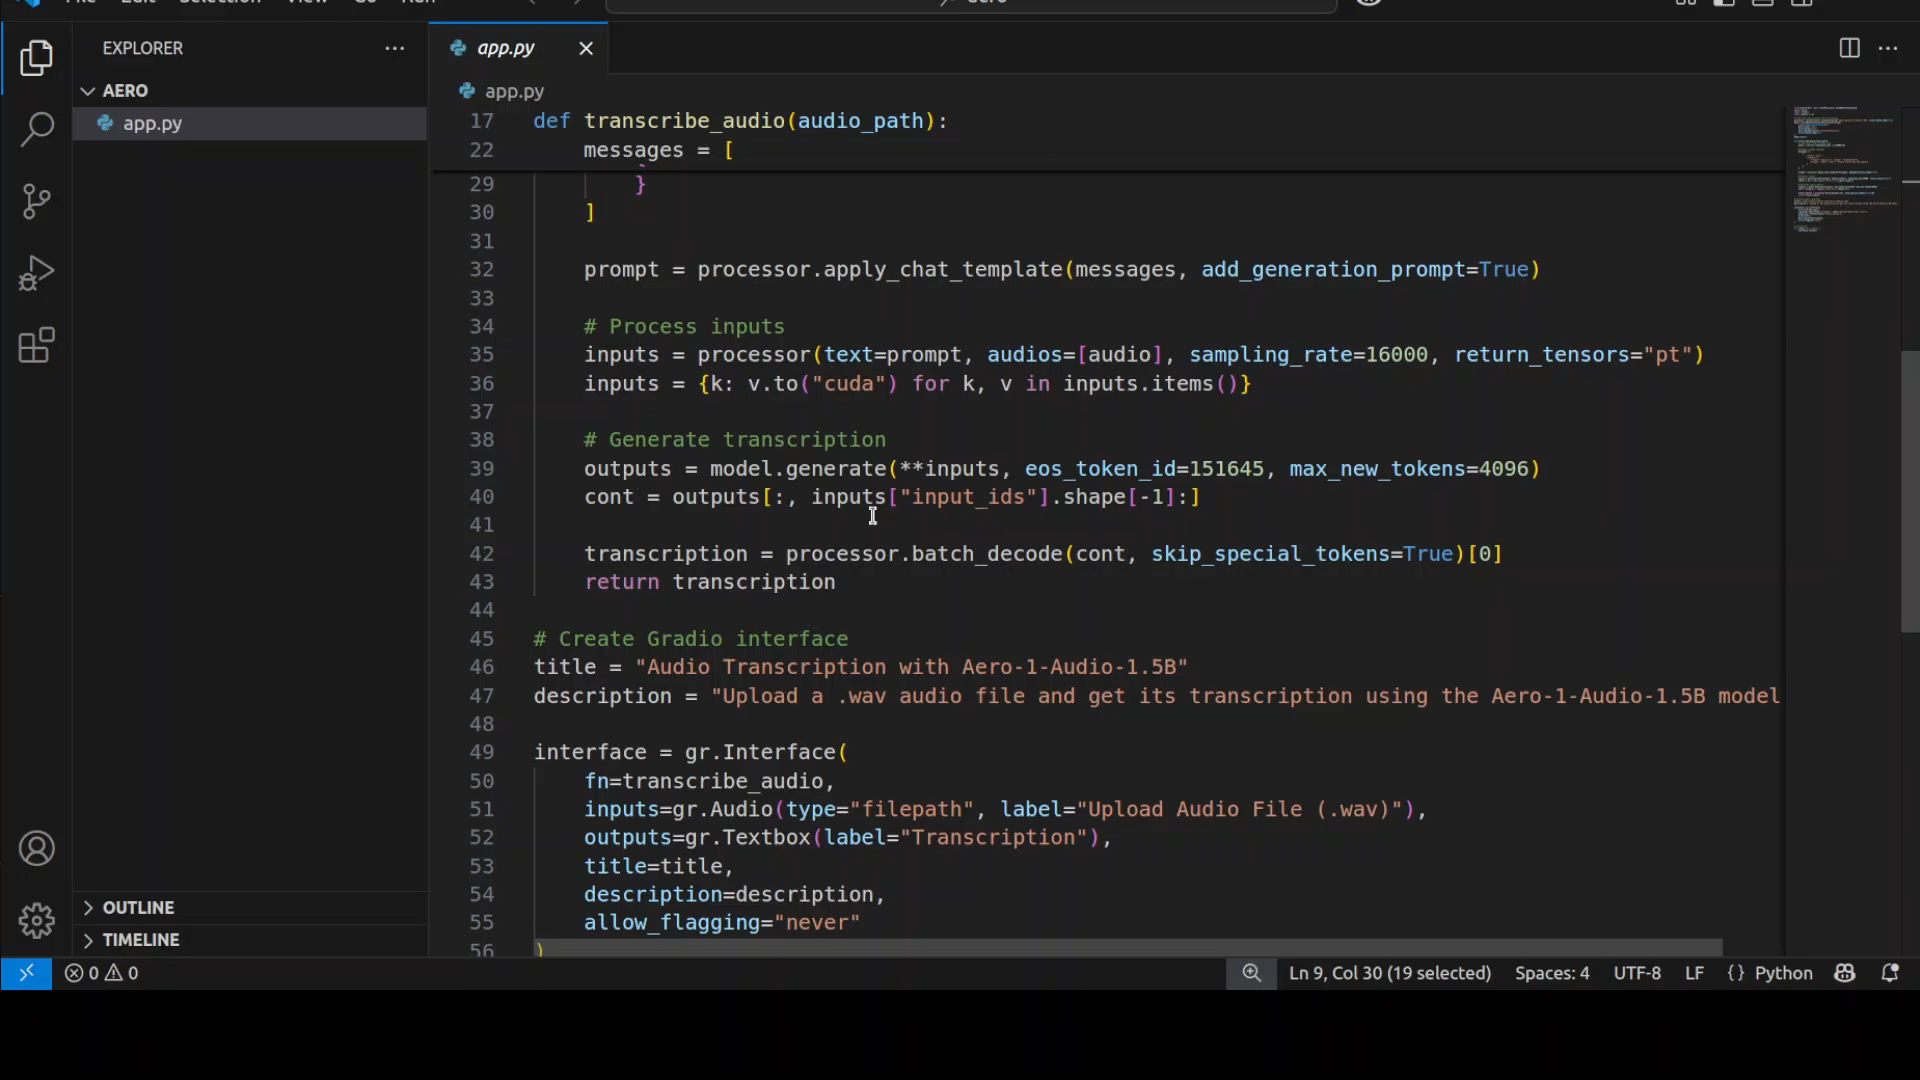 EXPLORER
AERO
app.py
OUTLINE
TIMELINE
app.py
app.py
17 def transcribe_audio(audio_path):
22 messages = [
29 }
30 ]
31
32 prompt = processor.apply_chat_template(messages, add_generation_prompt=True)
33
34 # Process inputs
35 inputs = processor(text=prompt, audios=[audio], sampling_rate=16000, return_tensors="pt")
36 inputs = {k: v.to("cuda") for k, v in inputs.items()}
37
38 # Generate transcription
39 outputs = model.generate(**inputs, eos_token_id=151645, max_new_tokens=4096)
40 cont = outputs[:, inputs["input_ids"].shape[-1]:]
41
42 transcription = processor.batch_decode(cont, skip_special_tokens=True)[0]
43 return transcription
44
45 # Create Gradio interface
46 title = "Audio Transcription with Aero-1-Audio-1.5B"
47 description = "Upload a .wav audio file and get its transcription using the Aero-1-Audio-1.5B model
48
49 interface = gr.Interface(
50 fn=transcribe_audio,
51 inputs=gr.Audio(type="filepath", label="Upload Audio File (.wav)"),
52 outputs=gr.Textbox(label="Transcription"),
53 title=title,
54 description=description,
55 allow_flagging="never"
56 )
0 0
Ln 9, Col 30 (19 selected) Spaces: 4 UTF-8 LF {} Python